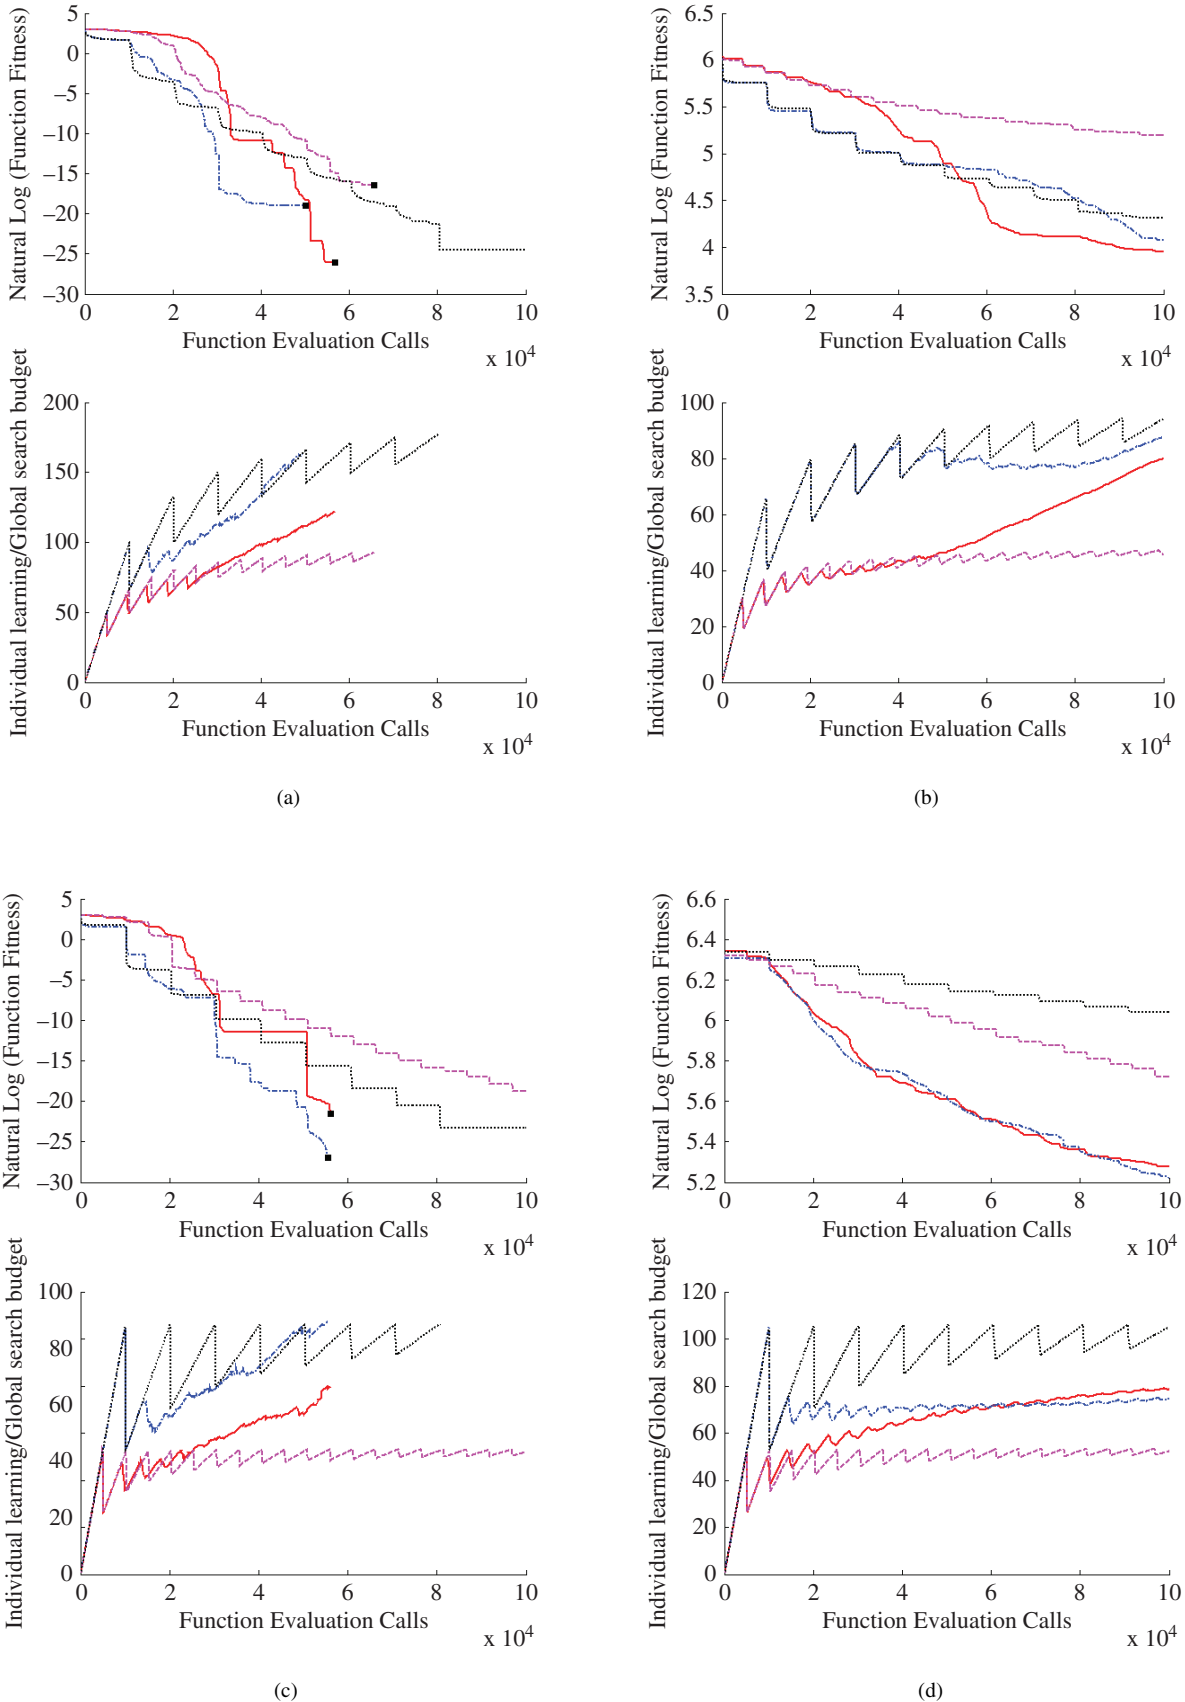 Natural Log (Function Fitness)
5
0
−5
−10
−15
−20
−25
−30
0 2 4 6 8 10
Function Evaluation Calls
x 10⁴
Individual learning/Global search budget
200
150
100
50
0
0 2 4 6 8 10
Function Evaluation Calls
x 10⁴
(a)
Natural Log (Function Fitness)
6.5
6
5.5
5
4.5
4
3.5
0 2 4 6 8 10
Function Evaluation Calls
x 10⁴
Individual learning/Global search budget
100
80
60
40
20
0
0 2 4 6 8 10
Function Evaluation Calls
x 10⁴
(b)
Natural Log (Function Fitness)
5
0
−5
−10
−15
−20
−25
−30
0 2 4 6 8 10
Function Evaluation Calls
x 10⁴
Individual learning/Global search budget
100
80
60
40
20
0
0 2 4 6 8 10
Function Evaluation Calls
x 10⁴
(c)
Natural Log (Function Fitness)
6.6
6.4
6.2
6
5.8
5.6
5.4
5.2
0 2 4 6 8 10
Function Evaluation Calls
x 10⁴
Individual learning/Global search budget
120
100
80
60
40
20
0
0 2 4 6 8 10
Function Evaluation Calls
x 10⁴
(d)